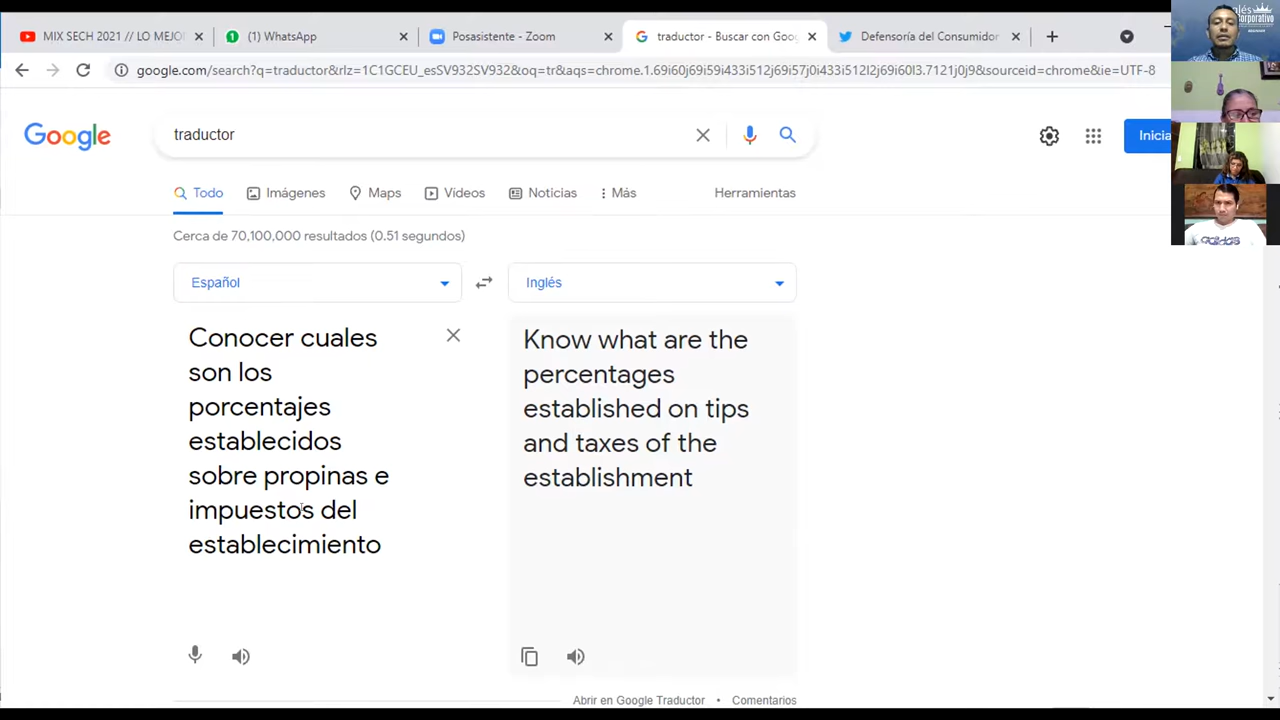 MIX SECH 2021 // LO MEJO
(1) WhatsApp
Posasistente - Zoom
traductor - Buscar con Goog
Defensoría del Consumidor
google.com/search?q=traductor&rlz=1C1GCEU_esSV932SV932&oq=tr&aqs=chrome.1.69i60j69i59i433i512j69i57j0i433i512l2j69i60l3.7121j0j9&sourceid=chrome&ie=UTF-8
Google
traductor
Inicia
Todo
Imágenes
Maps
Videos
Noticias
Más
Herramientas
Cerca de 70,100,000 resultados (0.51 segundos)
Español
Inglés
Conocer cuales
son los
porcentajes
establecidos
sobre propinas e
impuestos del
establecimiento
Know what are the
percentages
established on tips
and taxes of the
establishment
Abrir en Google Traductor
•
Comentarios
inglés
corporativo
adidas